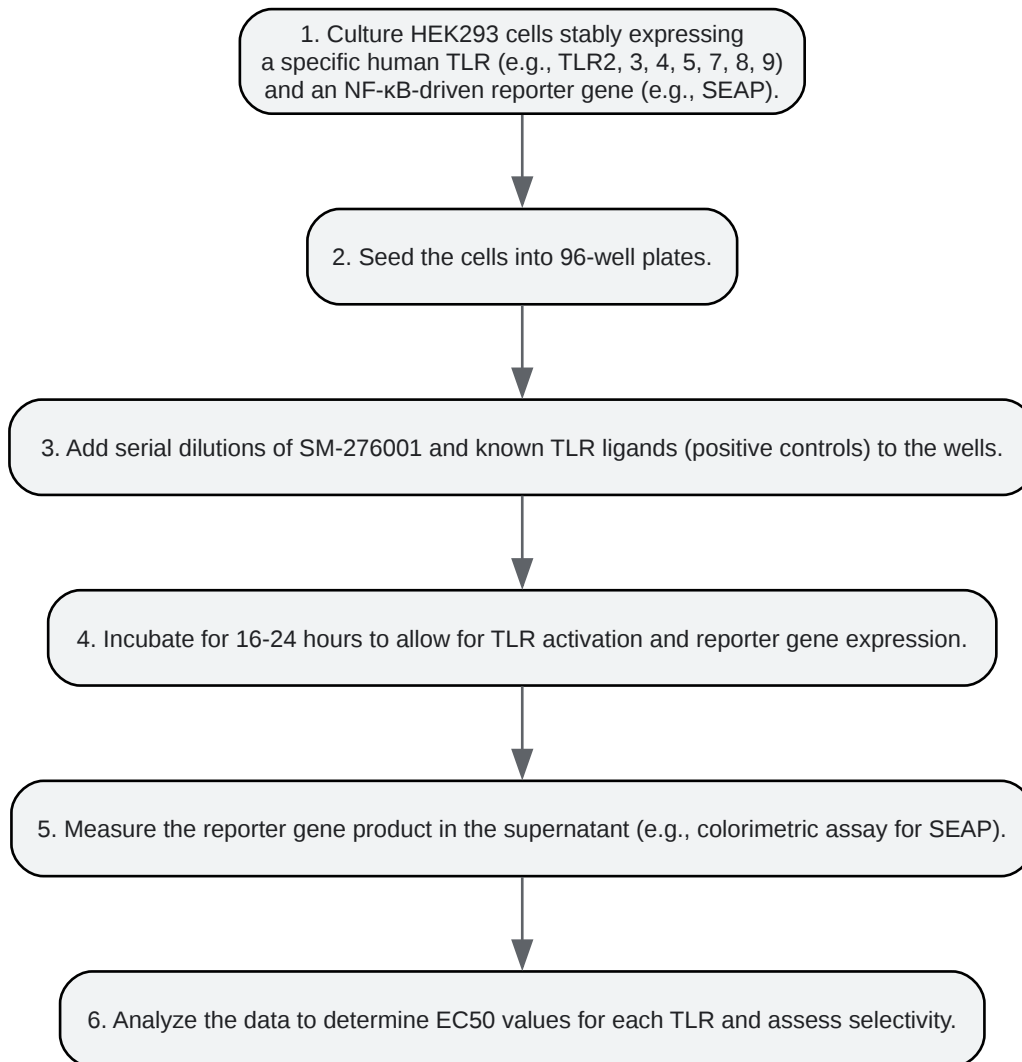 1. Culture HEK293 cells stably expressing
a specific human TLR (e.g., TLR2, 3, 4, 5, 7, 8, 9)
and an NF-κB-driven reporter gene (e.g., SEAP).
2. Seed the cells into 96-well plates.
3. Add serial dilutions of SM-276001 and known TLR ligands (positive controls) to the wells.
4. Incubate for 16-24 hours to allow for TLR activation and reporter gene expression.
5. Measure the reporter gene product in the supernatant (e.g., colorimetric assay for SEAP).
6. Analyze the data to determine EC50 values for each TLR and assess selectivity.